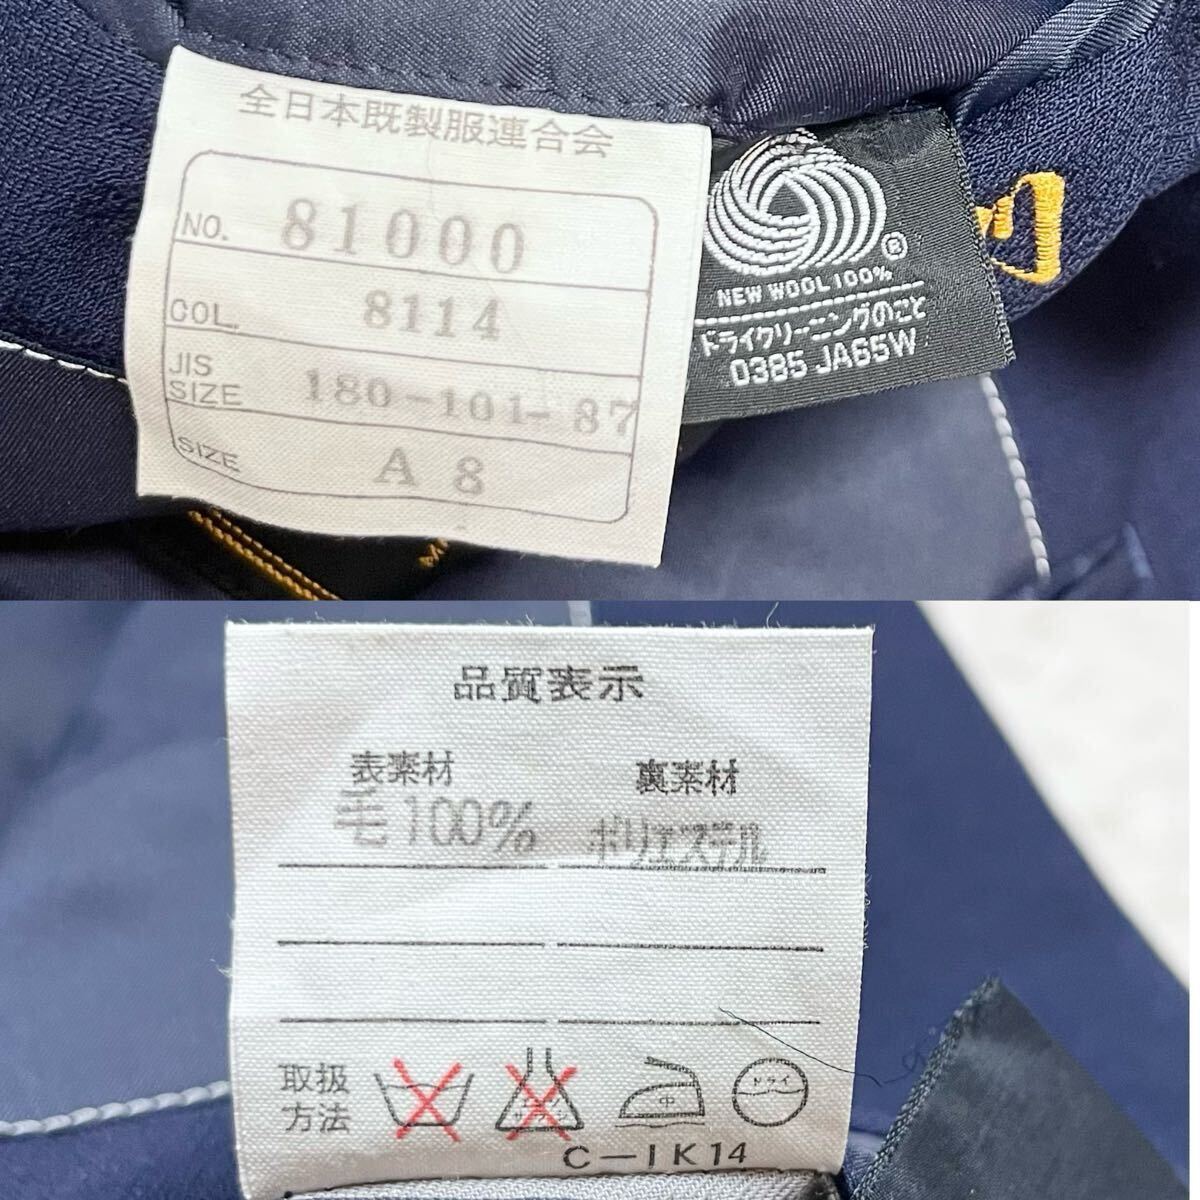 全日本既製服連合会
NO. 81000
COL. 8114
JIS SIZE 180-101-87
SIZE A 8
NEW WOOL 100%
ドライクリーニングのこと
0385 JA65W
品質表示
表素材 裏素材
毛100% ポリエステル
取扱方法
中
ドライ
C-IK14